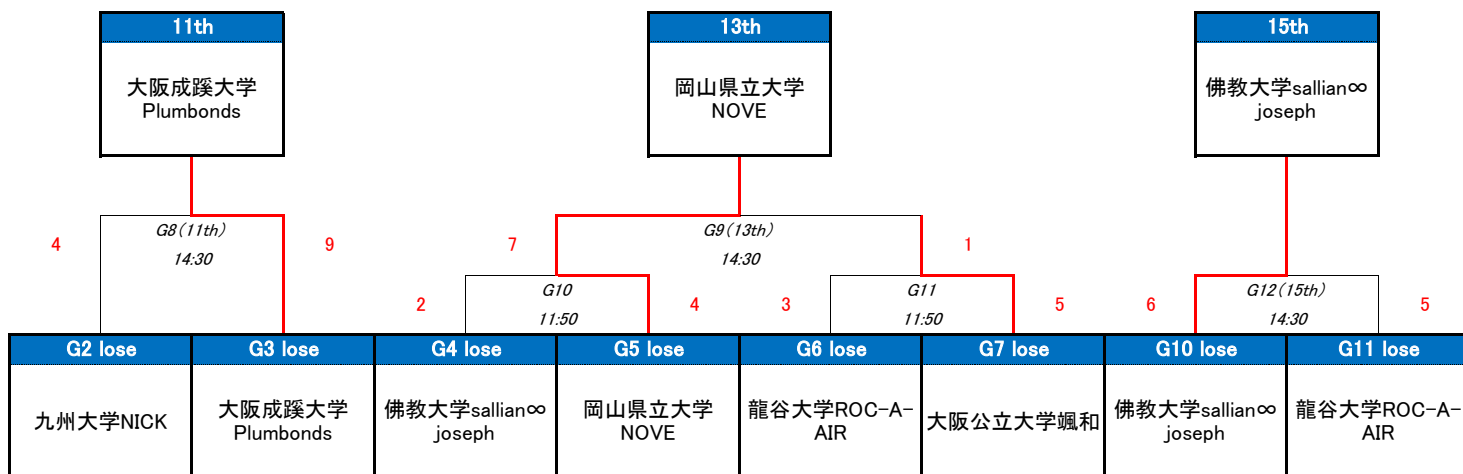 11th
13th
15th
大阪成蹊大学
Plumbonds
岡山県立大学
NOVE
佛教大学sallian∞
joseph
4
G8(11th)
14:30
9
7
G9(13th)
14:30
1
2
G10
11:50
4
3
G11
11:50
5
6
G12(15th)
14:30
5
G2 lose
G3 lose
G4 lose
G5 lose
G6 lose
G7 lose
G10 lose
G11 lose
九州大学NICK
大阪成蹊大学
Plumbonds
佛教大学sallian∞
joseph
岡山県立大学
NOVE
龍谷大学ROC-A-
AIR
大阪公立大学颯和
佛教大学sallian∞
joseph
龍谷大学ROC-A-
AIR